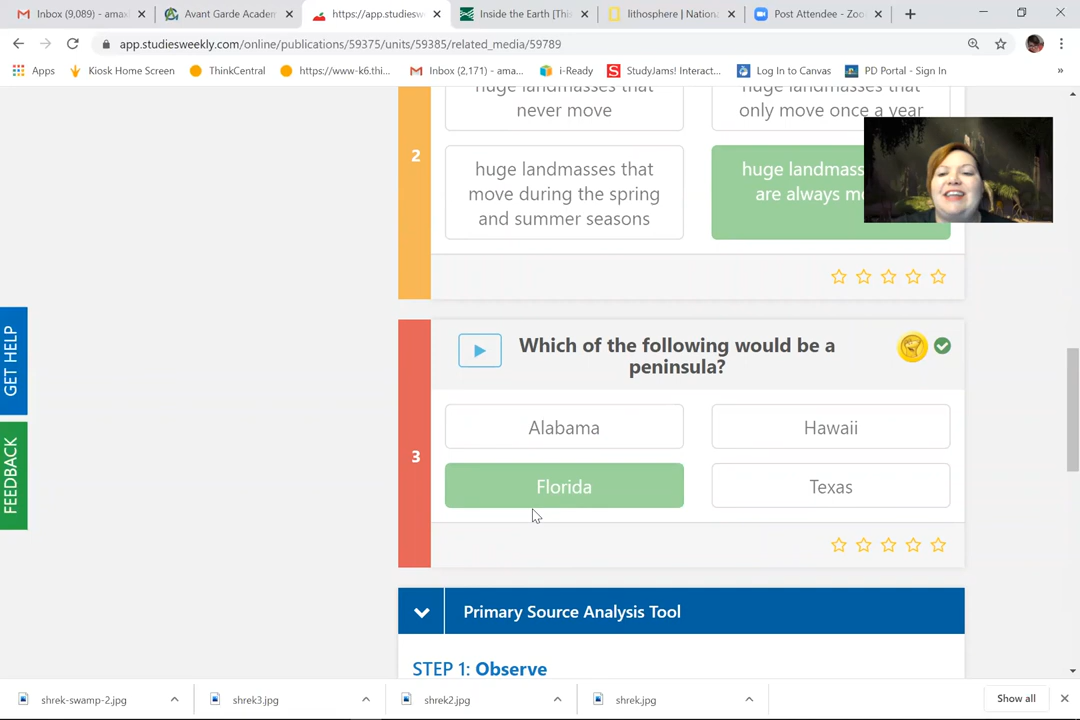 Inbox (9,089) - amax
Avant Garde Academ
https://app.studiesw
Inside the Earth [Thi
lithosphere | Nation
Post Attendee - Zoo
app.studiesweekly.com/online/publications/59375/units/59385/related_media/59789
Apps
Kiosk Home Screen
ThinkCentral
https://www-k6.thi...
Inbox (2,171) - ama...
i-Ready
StudyJams! Interact...
Log In to Canvas
PD Portal - Sign In
»
huge landmasses that
never move
huge landmasses that
only move once a year
2
huge landmasses that
move during the spring
and summer seasons
huge landmass
are always m
GET HELP
FEEDBACK
3
Which of the following would be a
peninsula?
Alabama
Hawaii
Florida
Texas
Primary Source Analysis Tool
STEP 1: Observe
shrek-swamp-2.jpg
shrek3.jpg
shrek2.jpg
shrek.jpg
Show all